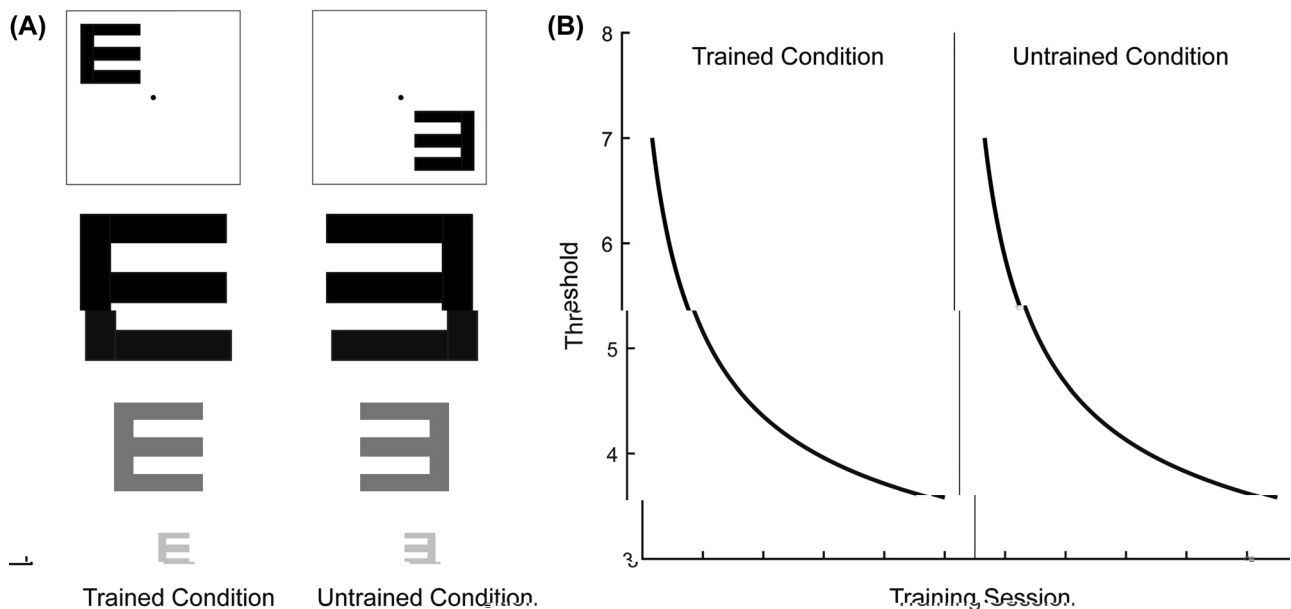 (A)
Trained Condition
Untrained Condition
(B)
Threshold
8
7
6
5
4
3
Trained Condition
Untrained Condition
Training Session